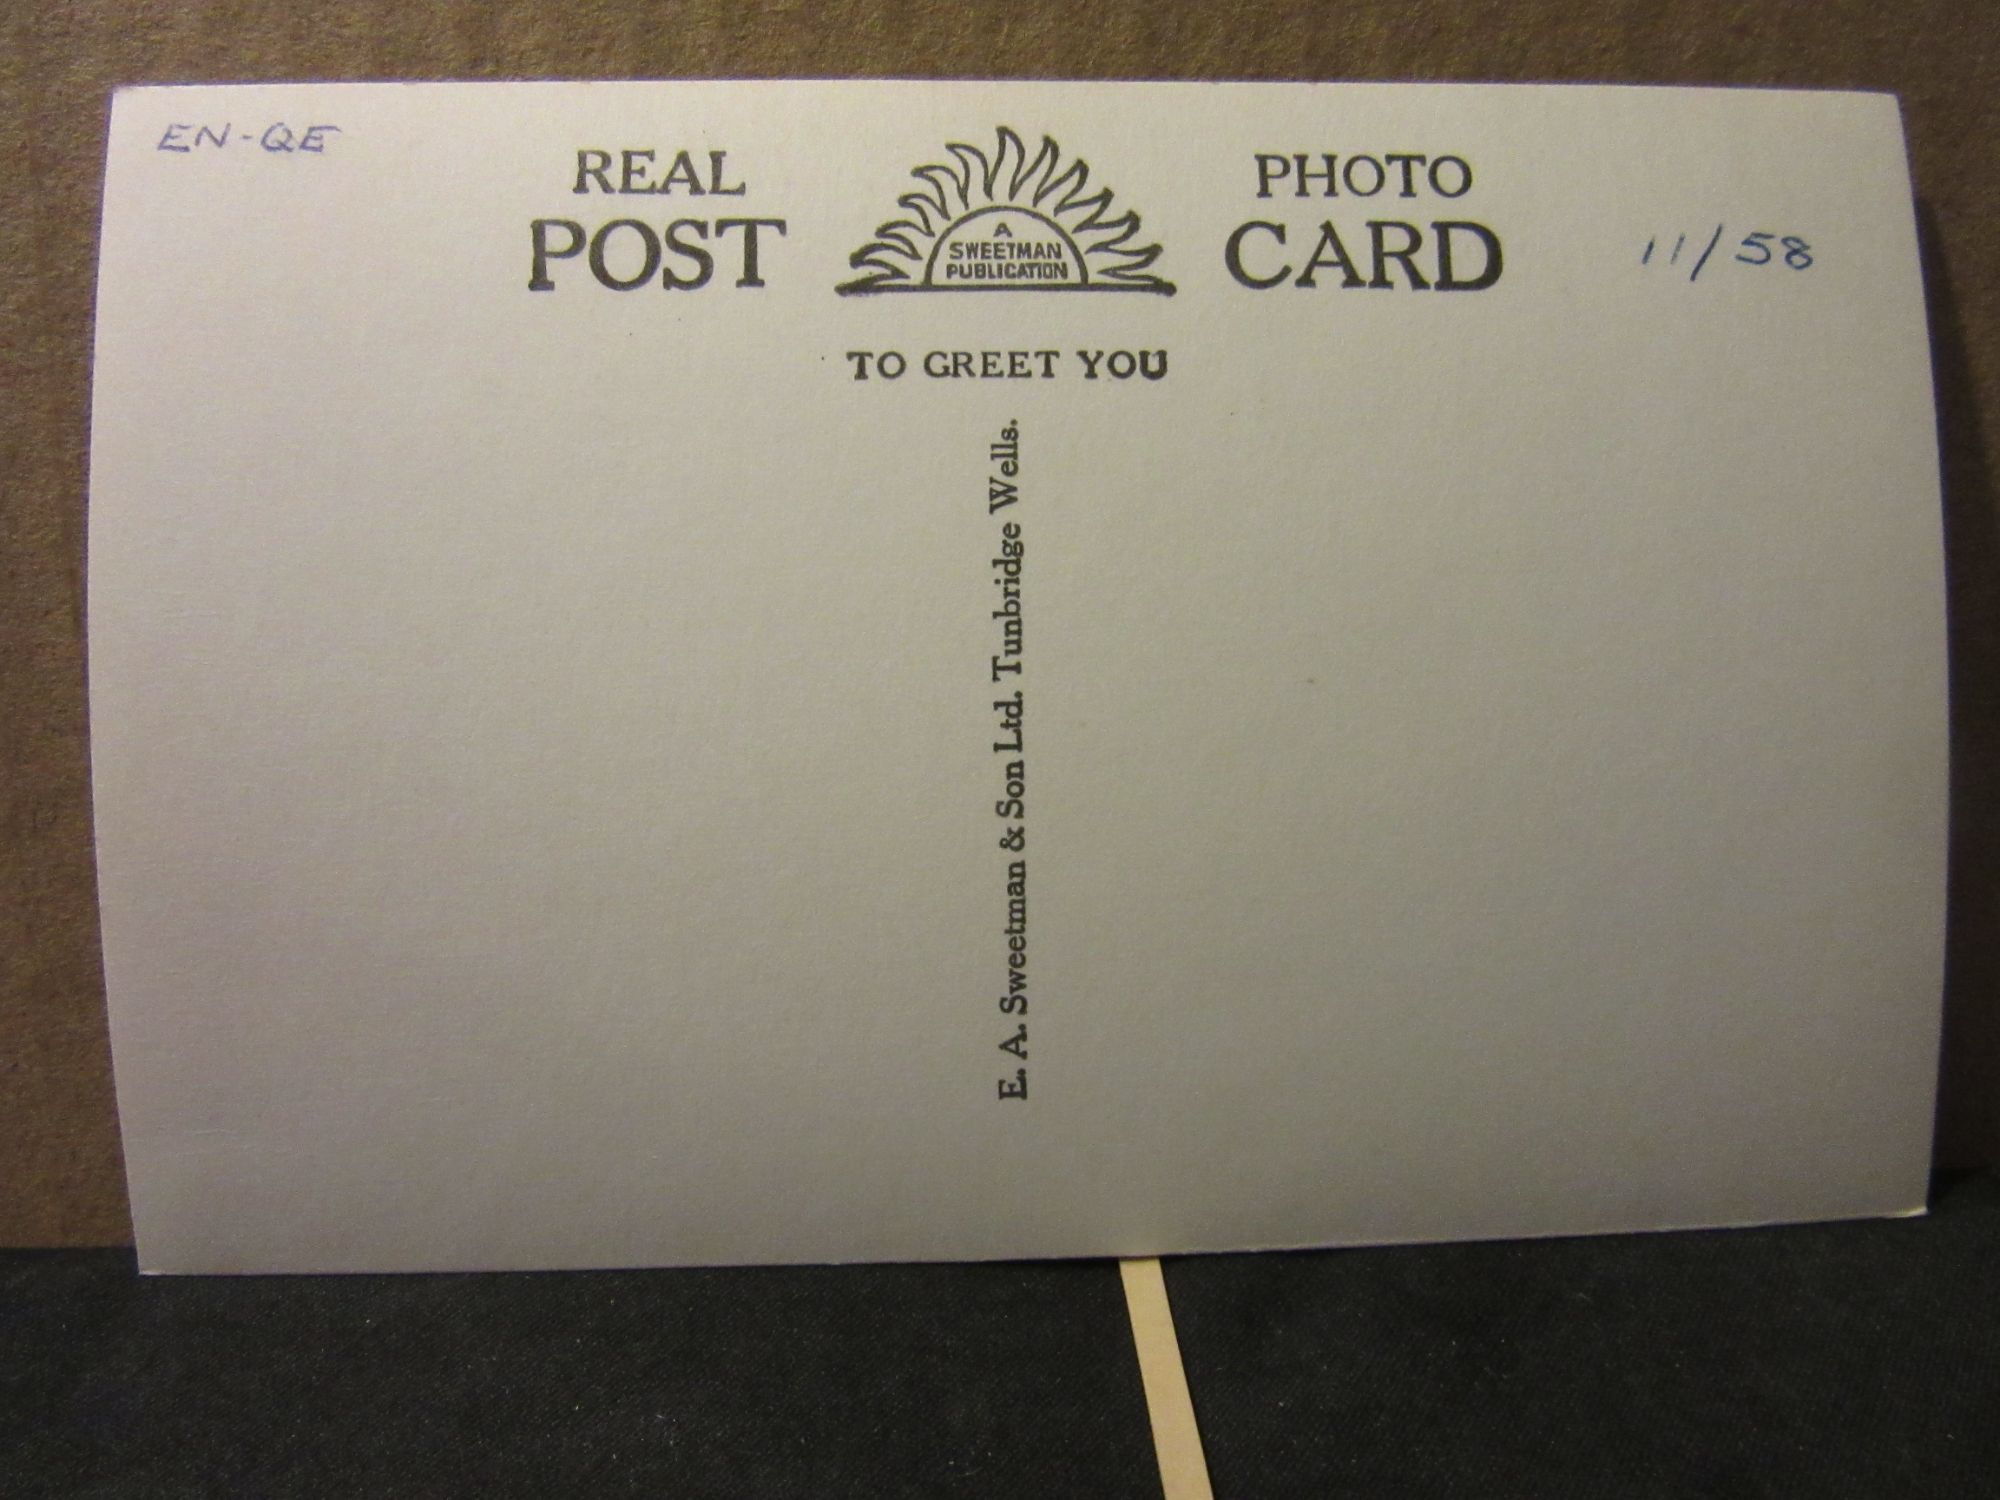 EN-QE
REAL PHOTO
POST CARD
A
SWEETMAN
PUBLICATION
11/58
TO GREET YOU
E. A. Sweetman & Son Ltd. Tunbridge Wells.